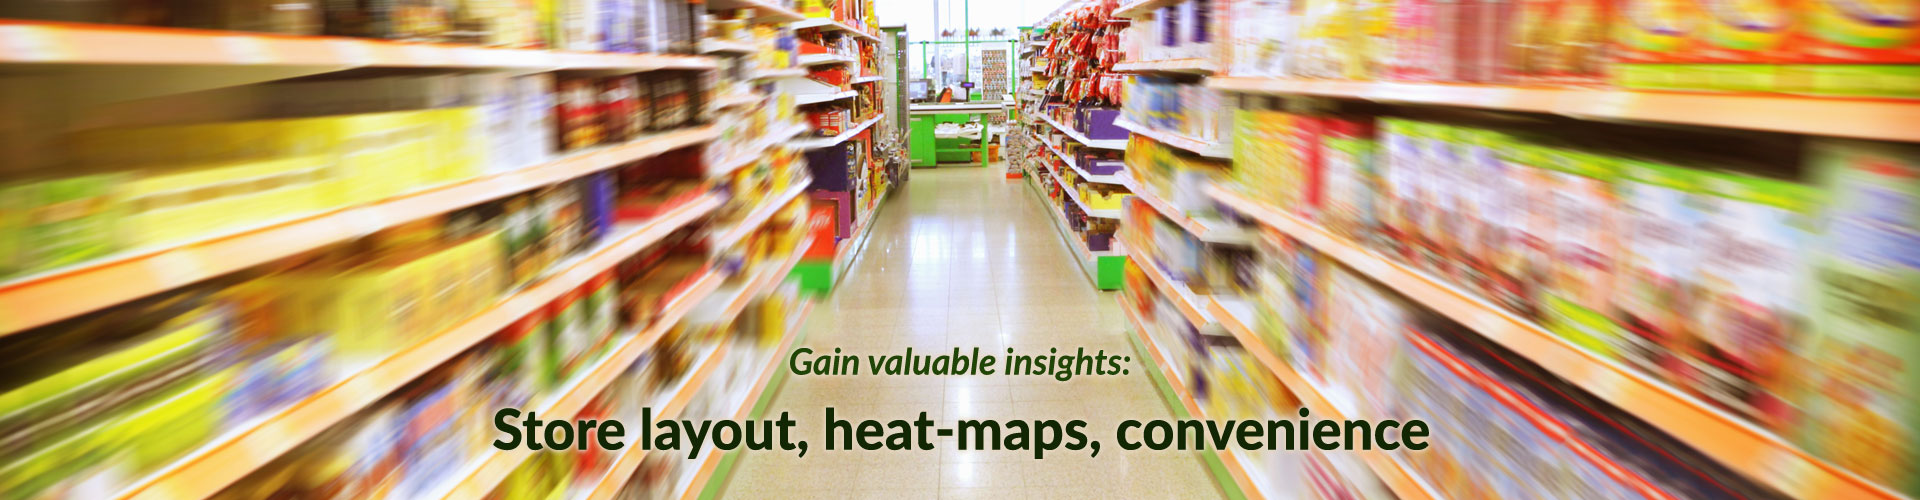 Gain valuable insights:
Store layout, heat-maps, convenience